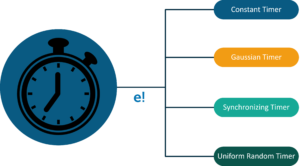 Constant Timer
Gaussian Timer
e!
Synchronizing Timer
Uniform Random Timer